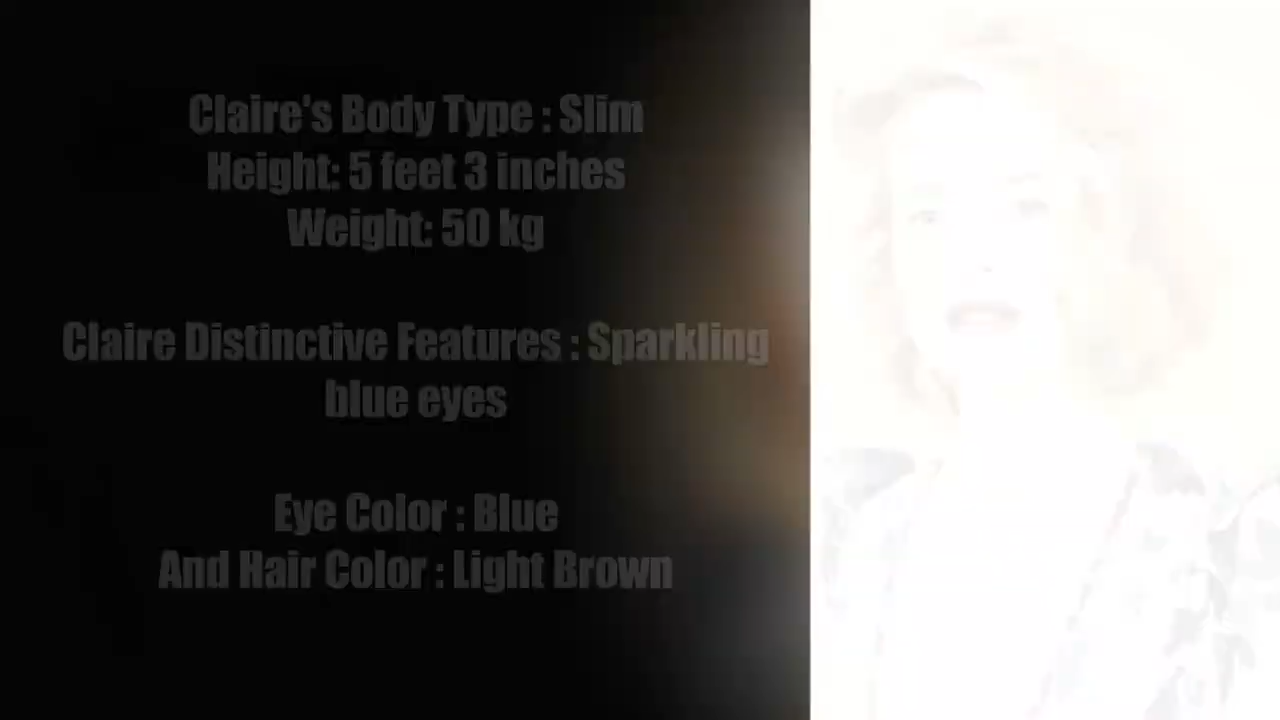 Claire's Body Type : Slim
Height: 5 feet 3 inches
Weight: 50 kg
Claire Distinctive Features : Sparkling
blue eyes
Eye Color : Blue
And Hair Color : Light Brown